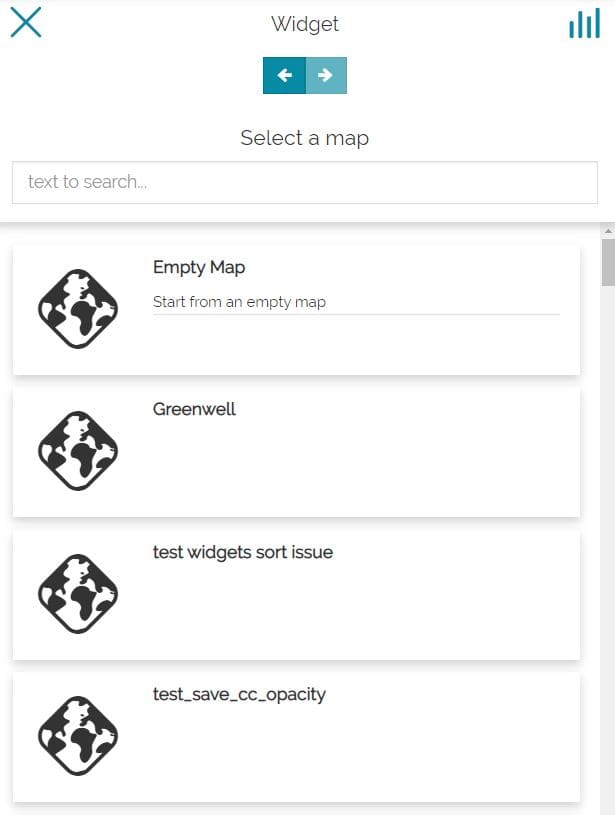 Widget
Select a map
text to search...
Empty Map
Start from an empty map
Greenwell
test widgets sort issue
test_save_cc_opacity